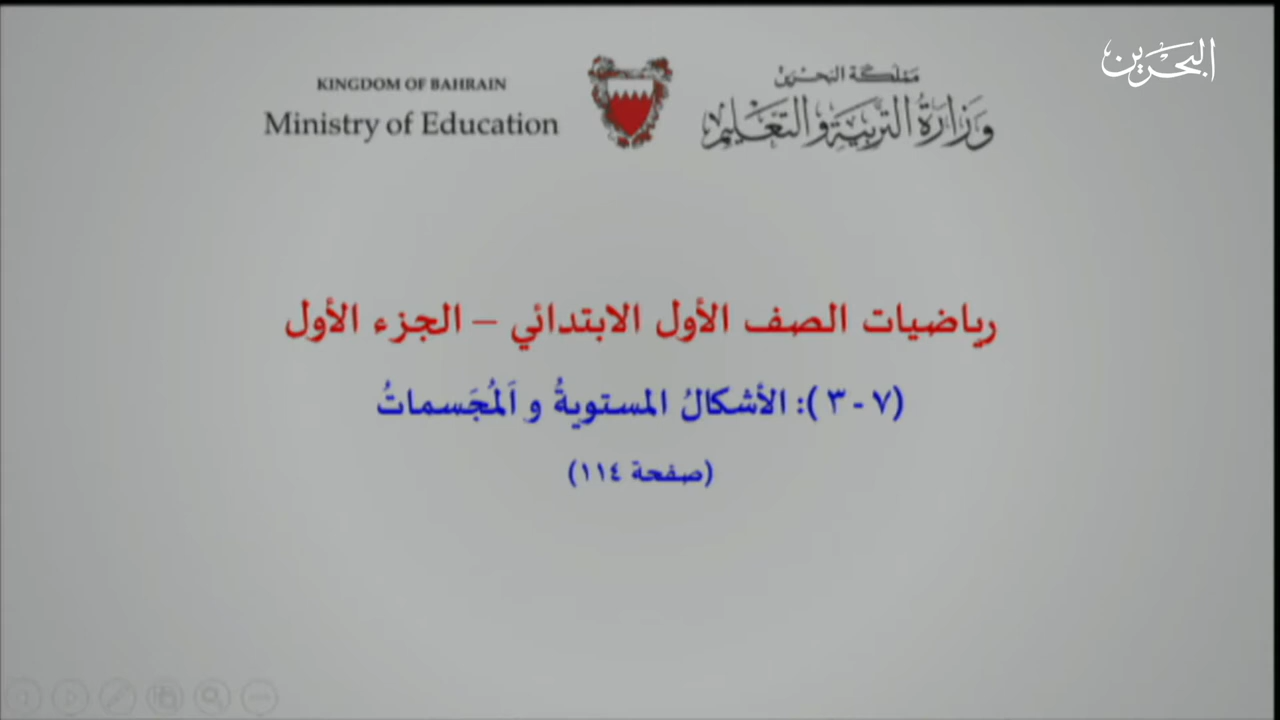 البحرين
KINGDOM OF BAHRAIN
مملكة البحرين
Ministry of Education
وزارة التربية والتعليم
رياضيات الصف الأول الابتدائي – الجزء الأول
(٧ - ٣ ): الأشكالُ المستويةُ و اَلمُجَسماتُ
(صفحة ١١٤)